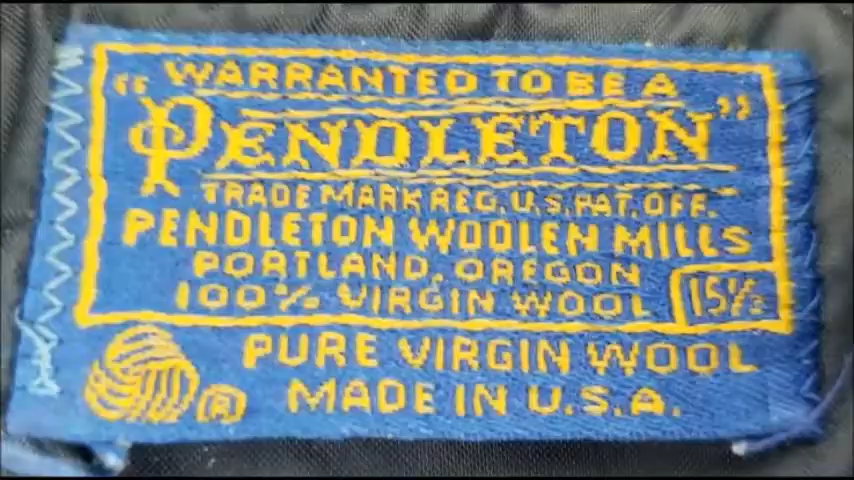 WARRANTED TO BE A
"PENDLETON"
TRADE MARK REG. U.S. PAT. OFF.
PENDLETON WOOLEN MILLS
PORTLAND, OREGON
100% VIRGIN WOOL 15½
PURE VIRGIN WOOL
® MADE IN U.S.A.